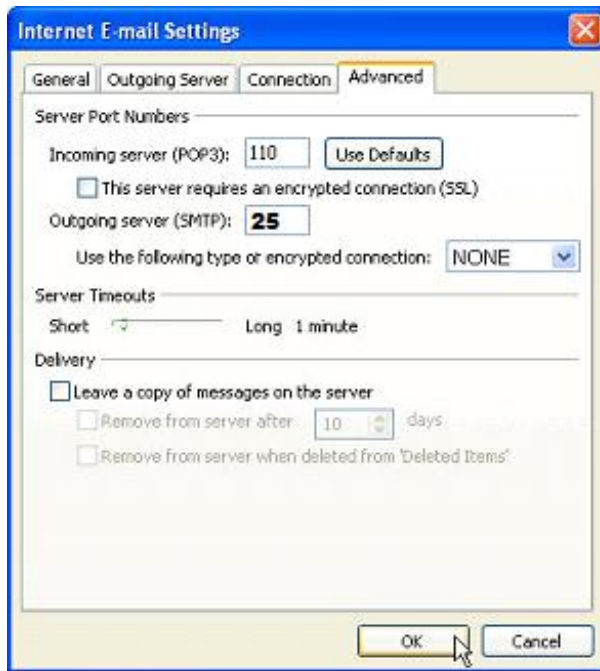 Internet E-mail Settings
General Outgoing Server Connection Advanced
Server Port Numbers
Incoming server (POP3): 110 Use Defaults
This server requires an encrypted connection (SSL)
Outgoing server (SMTP): 25
Use the following type or encrypted connection: NONE
Server Timeouts
Short Long 1 minute
Delivery
Leave a copy of messages on the server
Remove from server after 10 days
Remove from server when deleted from 'Deleted Items'
OK Cancel